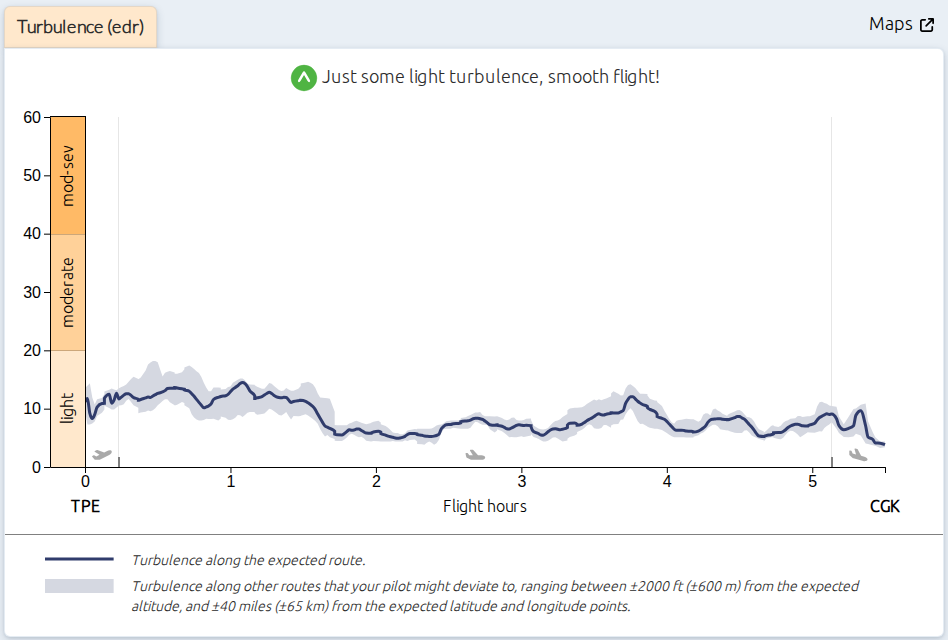 Turbulence (edr)
Maps
Just some light turbulence, smooth flight!
60
50
40
30
20
10
0
mod-sev
moderate
light
0 1 2 3 4 5
TPE Flight hours CGK
Turbulence along the expected route.
Turbulence along other routes that your pilot might deviate to, ranging between ±2000 ft (±600 m) from the expected
altitude, and ±40 miles (±65 km) from the expected latitude and longitude points.